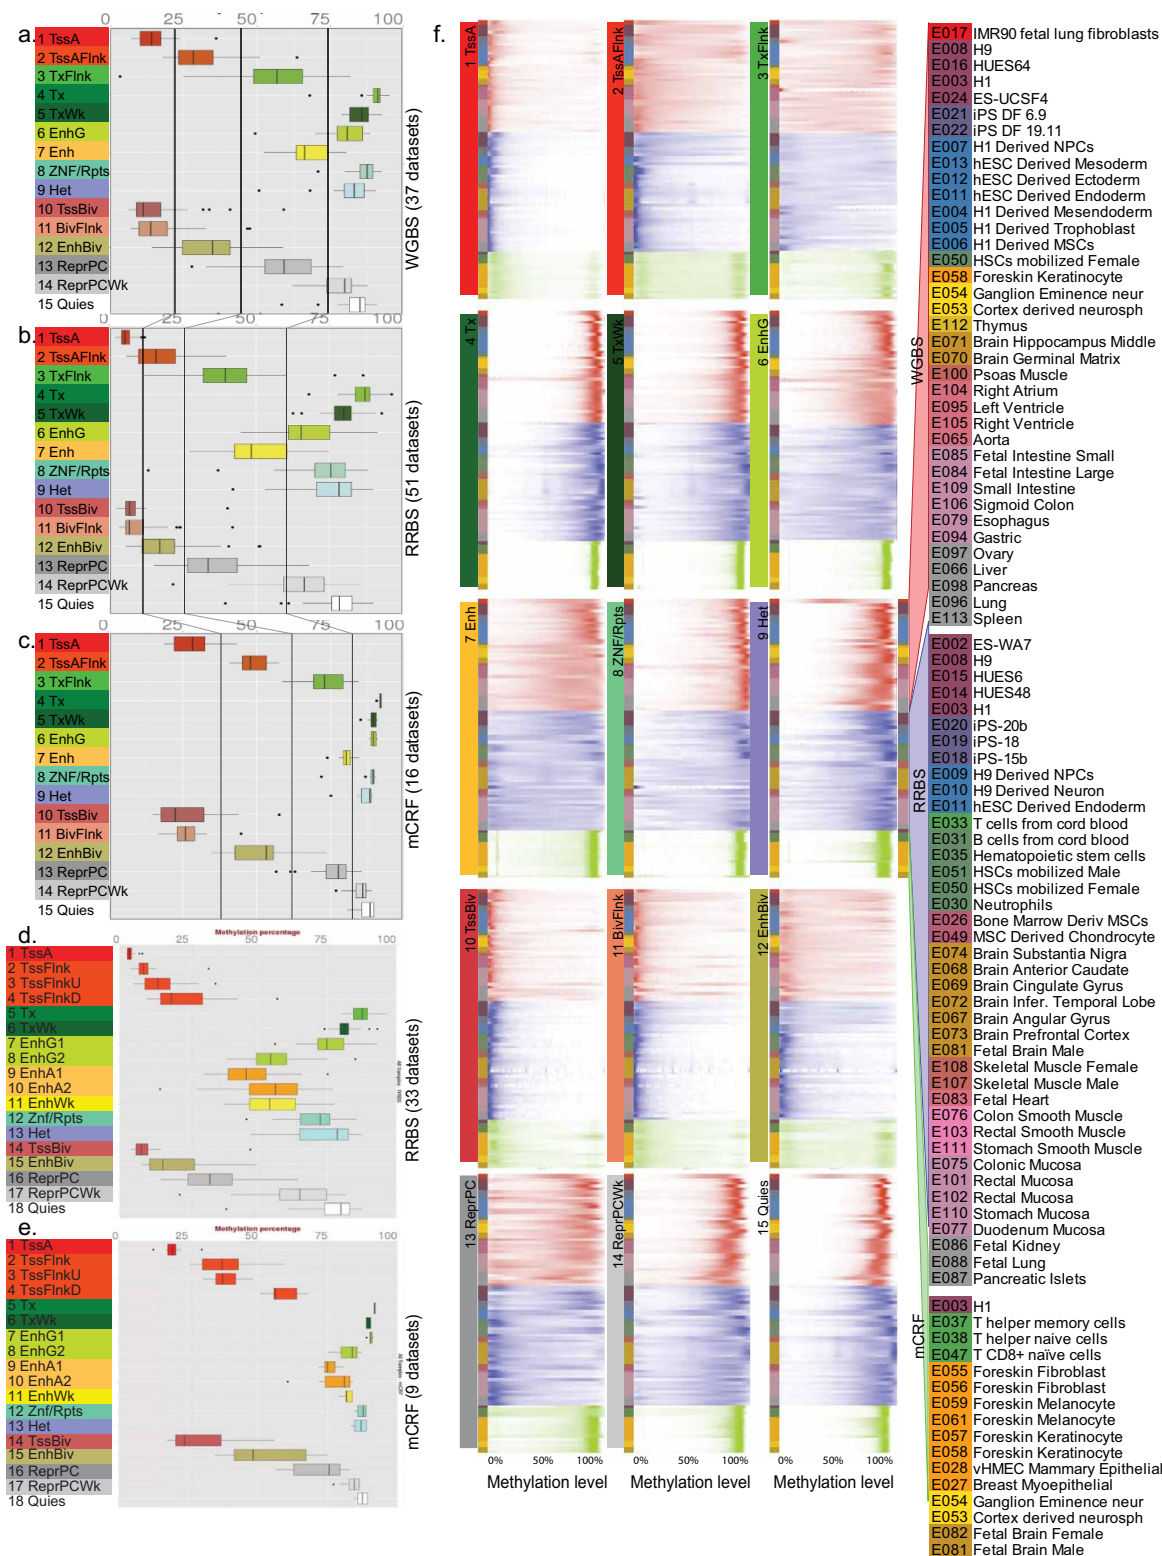 a.
0 25 50 75 100
1 TssA
2 TssAFlnk
3 TxFlnk
4 Tx
5 TxWk
6 EnhG
7 Enh
8 ZNF/Rpts
9 Het
10 TssBiv
11 BivFlnk
12 EnhBiv
13 ReprPC
14 ReprPCWk
15 Quies
WGBS (37 datasets)
b.
0 25 50 75 100
1 TssA
2 TssAFlnk
3 TxFlnk
4 Tx
5 TxWk
6 EnhG
7 Enh
8 ZNF/Rpts
9 Het
10 TssBiv
11 BivFlnk
12 EnhBiv
13 ReprPC
14 ReprPCWk
15 Quies
RRBS (51 datasets)
c.
0 25 50 75 100
1 TssA
2 TssAFlnk
3 TxFlnk
4 Tx
5 TxWk
6 EnhG
7 Enh
8 ZNF/Rpts
9 Het
10 TssBiv
11 BivFlnk
12 EnhBiv
13 ReprPC
14 ReprPCWk
15 Quies
mCRF (16 datasets)
d.
Methylation percentage
0 25 50 75 100
1 TssA
2 TssFlnk
3 TssFlnkU
4 TssFlnkD
5 Tx
6 TxWk
7 EnhG1
8 EnhG2
9 EnhA1
10 EnhA2
11 EnhWk
12 Znf/Rpts
13 Het
14 TssBiv
15 EnhBiv
16 ReprPC
17 ReprPCWk
18 Quies
RRBS (33 datasets)
e.
Methylation percentage
0 25 50 75 100
1 TssA
2 TssFlnk
3 TssFlnkU
4 TssFlnkD
5 Tx
6 TxWk
7 EnhG1
8 EnhG2
9 EnhA1
10 EnhA2
11 EnhWk
12 Znf/Rpts
13 Het
14 TssBiv
15 EnhBiv
16 ReprPC
17 ReprPCWk
18 Quies
mCRF (9 datasets)
f.
1 TssA
2 TssAFlnk
3 TxFlnk
4 Tx
5 TxWk
6 EnhG
7 Enh
8 ZNF/Rpts
9 Het
10 TssBiv
11 BivFlnk
12 EnhBiv
13 ReprPC
14 ReprPCWk
15 Quies
0% 100% 0% 100% 0% 100%
Methylation level Methylation level Methylation level
WGBS
E017 IMR90 fetal lung fibroblasts
E008 H9
E016 HUES64
E003 H1
E024 ES-UCSF4
E021 iPS DF 6.9
E022 iPS DF 19.11
E007 H1 Derived NPCs
E013 hESC Derived Mesoderm
E012 hESC Derived Ectoderm
E011 hESC Derived Endoderm
E004 H1 Derived Mesendoderm
E005 H1 Derived Trophoblast
E006 H1 Derived MSCs
E050 HSCs mobilized Female
E058 Foreskin Keratinocyte
E054 Ganglion Eminence neur
E053 Cortex derived neurosph
E112 Thymus
E071 Brain Hippocampus Middle
E070 Brain Germinal Matrix
E100 Psoas Muscle
E104 Right Atrium
E095 Left Ventricle
E105 Right Ventricle
E065 Aorta
E085 Fetal Intestine Small
E084 Fetal Intestine Large
E109 Small Intestine
E106 Sigmoid Colon
E079 Esophagus
E094 Gastric
E097 Ovary
E066 Liver
E098 Pancreas
E096 Lung
E113 Spleen
RRBS
E002 ES-WA7
E008 H9
E015 HUES6
E014 HUES48
E003 H1
E020 iPS-20b
E019 iPS-18
E018 iPS-15b
E009 H9 Derived NPCs
E010 H9 Derived Neuron
E011 hESC Derived Endoderm
E033 T cells from cord blood
E031 B cells from cord blood
E035 Hematopoietic stem cells
E051 HSCs mobilized Male
E050 HSCs mobilized Female
E030 Neutrophils
E026 Bone Marrow Deriv MSCs
E049 MSC Derived Chondrocyte
E074 Brain Substantia Nigra
E068 Brain Anterior Caudate
E069 Brain Cingulate Gyrus
E072 Brain Infer. Temporal Lobe
E067 Brain Angular Gyrus
E073 Brain Prefrontal Cortex
E081 Fetal Brain Male
E108 Skeletal Muscle Female
E107 Skeletal Muscle Male
E083 Fetal Heart
E076 Colon Smooth Muscle
E103 Rectal Smooth Muscle
E111 Stomach Smooth Muscle
E075 Colonic Mucosa
E101 Rectal Mucosa
E102 Rectal Mucosa
E110 Stomach Mucosa
E077 Duodenum Mucosa
E086 Fetal Kidney
E088 Fetal Lung
E087 Pancreatic Islets
mCRF
E003 H1
E037 T helper memory cells
E038 T helper naive cells
E047 T CD8+ naïve cells
E055 Foreskin Fibroblast
E056 Foreskin Fibroblast
E059 Foreskin Melanocyte
E061 Foreskin Melanocyte
E057 Foreskin Keratinocyte
E058 Foreskin Keratinocyte
E028 vHMEC Mammary Epithelial
E027 Breast Myoepithelial
E054 Ganglion Eminence neur
E053 Cortex derived neurosph
E082 Fetal Brain Female
E081 Fetal Brain Male